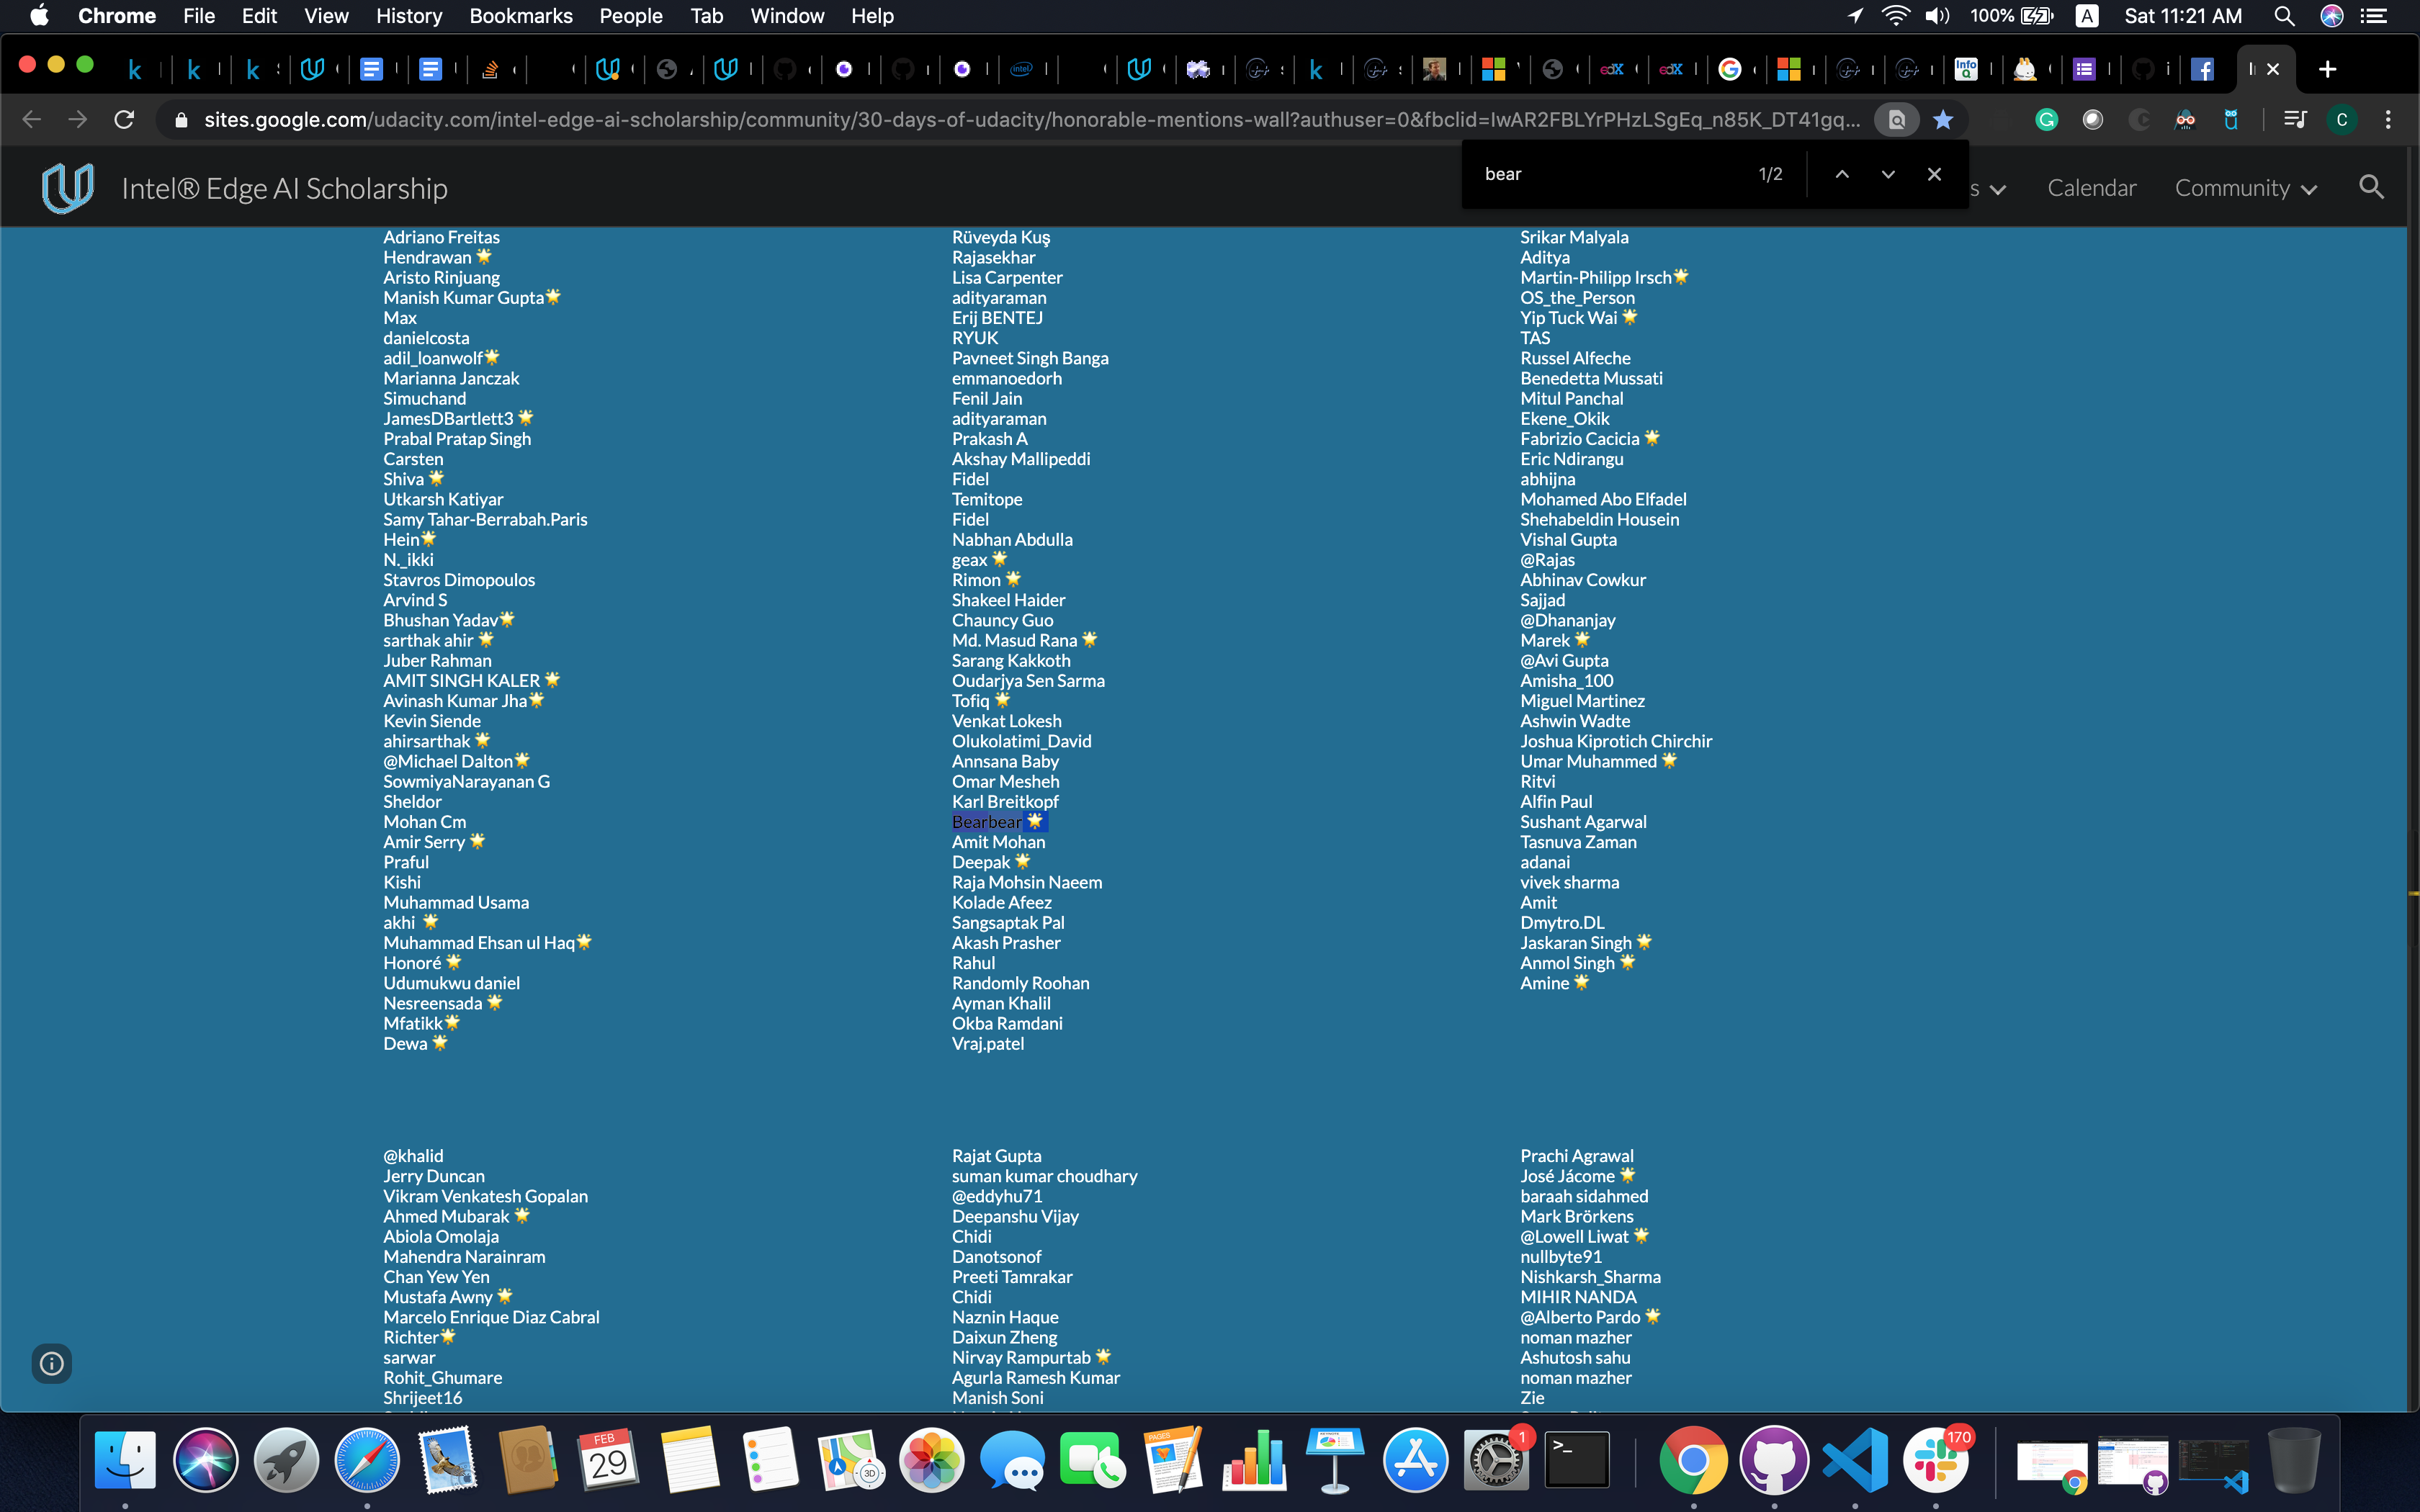 Chrome File Edit View History Bookmarks People Tab Window Help 100% A Sat 11:21 AM
sites.google.com/udacity.com/intel-edge-ai-scholarship/community/30-days-of-udacity/honorable-mentions-wall?authuser=0&fbclid=IwAR2FBLYrPHzLSgEq_n85K_DT41gq... C
bear 1/2
Intel® Edge AI Scholarship s Calendar Community
Adriano Freitas
Hendrawan 🌟
Aristo Rinjuang
Manish Kumar Gupta🌟
Max
danielcosta
adil_loanwolf🌟
Marianna Janczak
Simuchand
JamesDBartlett3 🌟
Prabal Pratap Singh
Carsten
Shiva 🌟
Utkarsh Katiyar
Samy Tahar-Berrabah.Paris
Hein🌟
N._ikki
Stavros Dimopoulos
Arvind S
Bhushan Yadav🌟
sarthak ahir 🌟
Juber Rahman
AMIT SINGH KALER 🌟
Avinash Kumar Jha🌟
Kevin Siende
ahirsarthak 🌟
@Michael Dalton🌟
SowmiyaNarayanan G
Sheldor
Mohan Cm
Amir Serry 🌟
Praful
Kishi
Muhammad Usama
akhi 🌟
Muhammad Ehsan ul Haq🌟
Honoré 🌟
Udumukwu daniel
Nesreensada 🌟
Mfatikk🌟
Dewa 🌟
Rüveyda Kuş
Rajasekhar
Lisa Carpenter
adityaraman
Erij BENTEJ
RYUK
Pavneet Singh Banga
emmanoedorh
Fenil Jain
adityaraman
Prakash A
Akshay Mallipeddi
Fidel
Temitope
Fidel
Nabhan Abdulla
geax 🌟
Rimon 🌟
Shakeel Haider
Chauncy Guo
Md. Masud Rana 🌟
Sarang Kakkoth
Oudarjya Sen Sarma
Tofiq 🌟
Venkat Lokesh
Olukolatimi_David
Annsana Baby
Omar Mesheh
Karl Breitkopf
Bearbear 🌟
Amit Mohan
Deepak 🌟
Raja Mohsin Naeem
Kolade Afeez
Sangsaptak Pal
Akash Prasher
Rahul
Randomly Roohan
Ayman Khalil
Okba Ramdani
Vraj.patel
Srikar Malyala
Aditya
Martin-Philipp Irsch🌟
OS_the_Person
Yip Tuck Wai 🌟
TAS
Russel Alfeche
Benedetta Mussati
Mitul Panchal
Ekene_Okik
Fabrizio Cacicia 🌟
Eric Ndirangu
abhijna
Mohamed Abo Elfadel
Shehabeldin Housein
Vishal Gupta
@Rajas
Abhinav Cowkur
Sajjad
@Dhananjay
Marek 🌟
@Avi Gupta
Amisha_100
Miguel Martinez
Ashwin Wadte
Joshua Kiprotich Chirchir
Umar Muhammed 🌟
Ritvi
Alfin Paul
Sushant Agarwal
Tasnuva Zaman
adanai
vivek sharma
Amit
Dmytro.DL
Jaskaran Singh 🌟
Anmol Singh 🌟
Amine 🌟
@khalid
Jerry Duncan
Vikram Venkatesh Gopalan
Ahmed Mubarak 🌟
Abiola Omolaja
Mahendra Narainram
Chan Yew Yen
Mustafa Awny 🌟
Marcelo Enrique Diaz Cabral
Richter🌟
sarwar
Rohit_Ghumare
Shrijeet16
Rajat Gupta
suman kumar choudhary
@eddyhu71
Deepanshu Vijay
Chidi
Danotsonof
Preeti Tamrakar
Chidi
Naznin Haque
Daixun Zheng
Nirvay Rampurtab 🌟
Agurla Ramesh Kumar
Manish Soni
Prachi Agrawal
José Jácome 🌟
baraah sidahmed
Mark Brörkens
@Lowell Liwat 🌟
nullbyte91
Nishkarsh_Sharma
MIHIR NANDA
@Alberto Pardo 🌟
noman mazher
Ashutosh sahu
noman mazher
Zie
FEB
29
3D
PAGES
1
>_
170